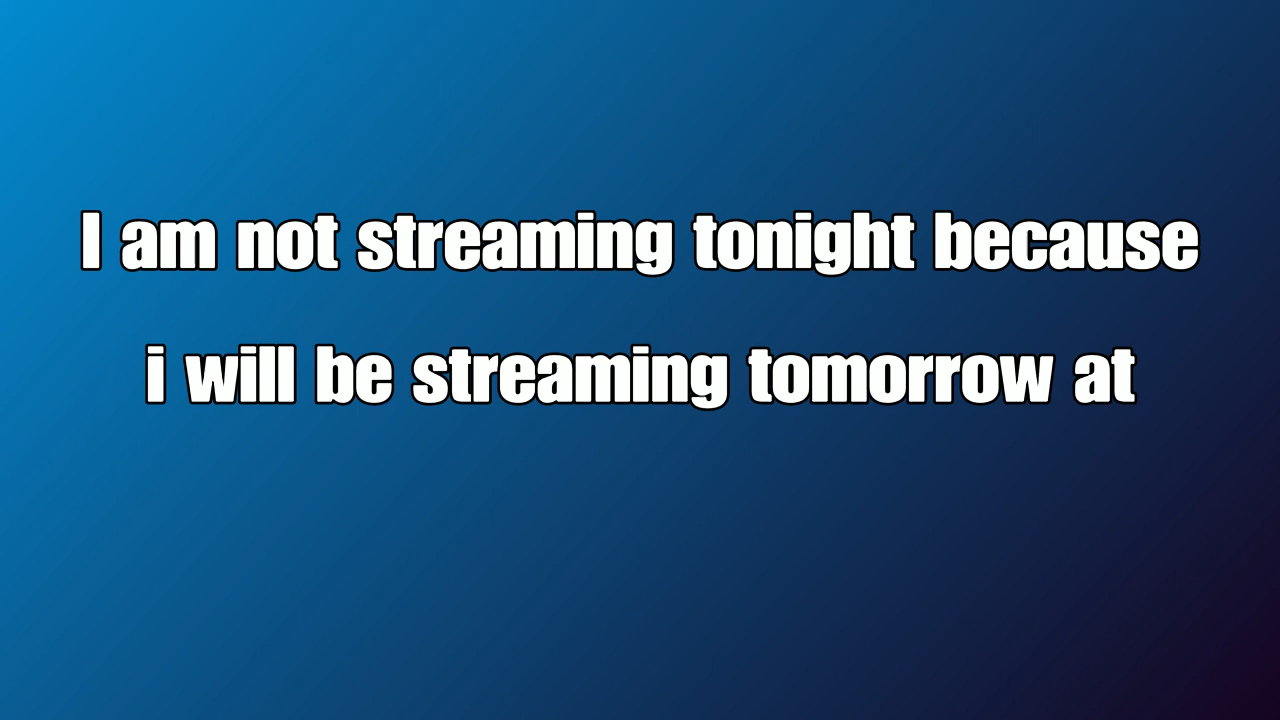 I am not streaming tonight because
i will be streaming tomorrow at